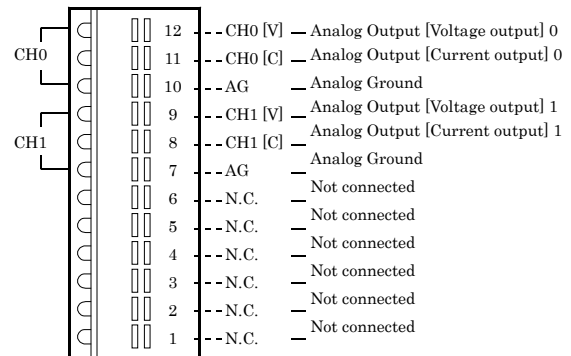 12 CH0 [V] Analog Output [Voltage output] 0
CH0 11 CH0 [C] Analog Output [Current output] 0
10 AG Analog Ground
9 CH1 [V] Analog Output [Voltage output] 1
CH1 8 CH1 [C] Analog Output [Current output] 1
7 AG Analog Ground
6 N.C. Not connected
5 N.C. Not connected
4 N.C. Not connected
3 N.C. Not connected
2 N.C. Not connected
1 N.C. Not connected